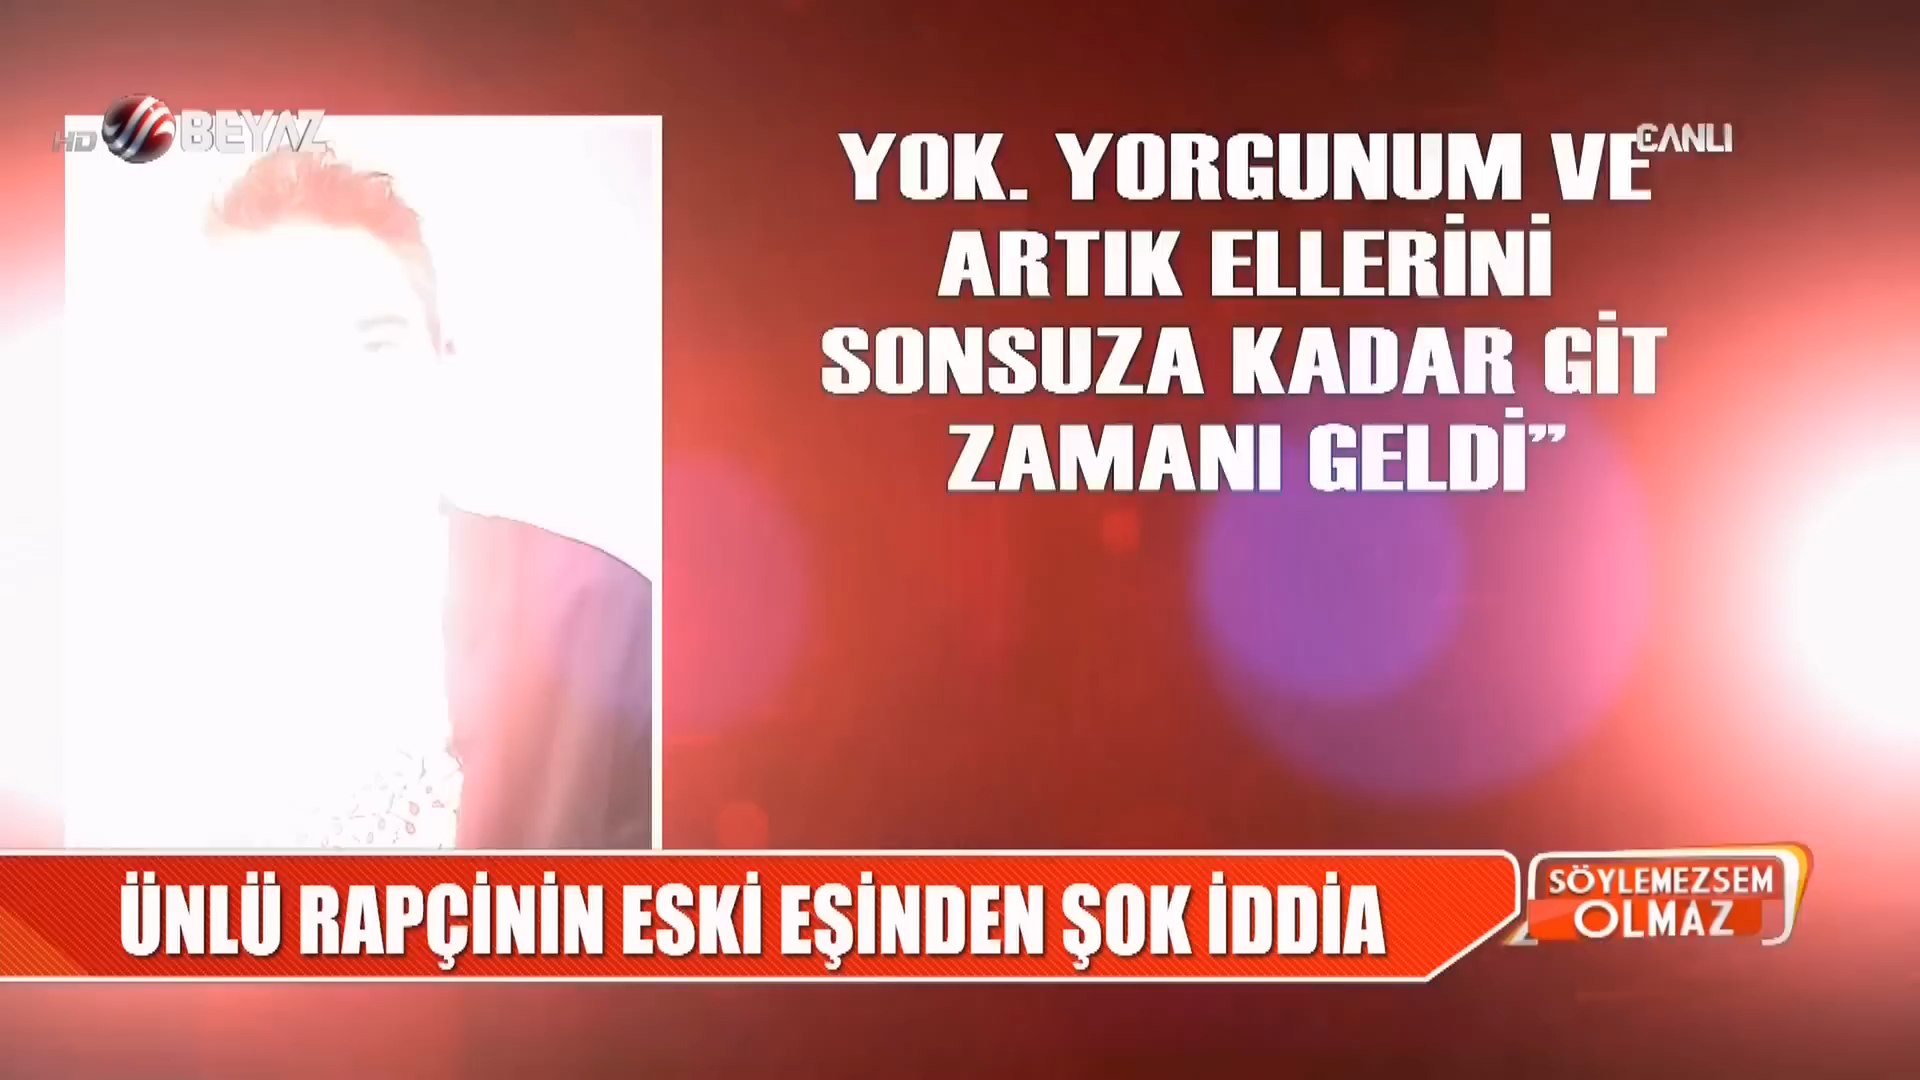 HD BEYAZ
CANLI
YOK. YORGUNUM VE
ARTIK ELLERİNİ
SONSUZA KADAR GİT
ZAMANI GELDİ”
ÜNLÜ RAPÇİNİN ESKİ EŞİNDEN ŞOK İDDİA
SÖYLEMEZSEM
OLMAZ